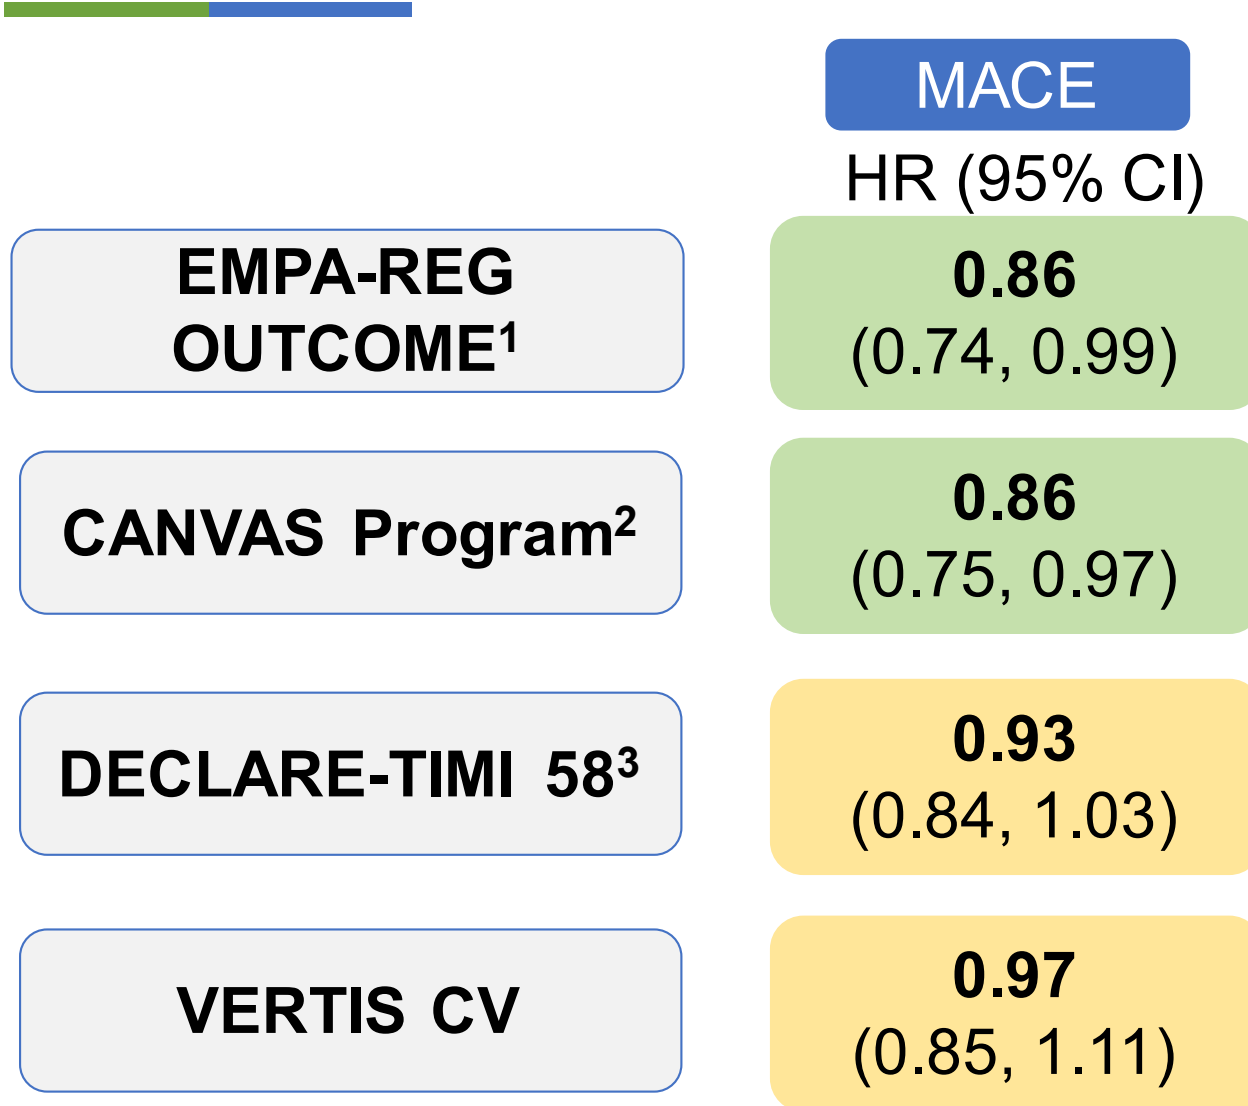 MACE
HR (95% CI)
EMPA-REG
OUTCOME¹
0.86
(0.74, 0.99)
CANVAS Program²
0.86
(0.75, 0.97)
DECLARE-TIMI 58³
0.93
(0.84, 1.03)
VERTIS CV
0.97
(0.85, 1.11)